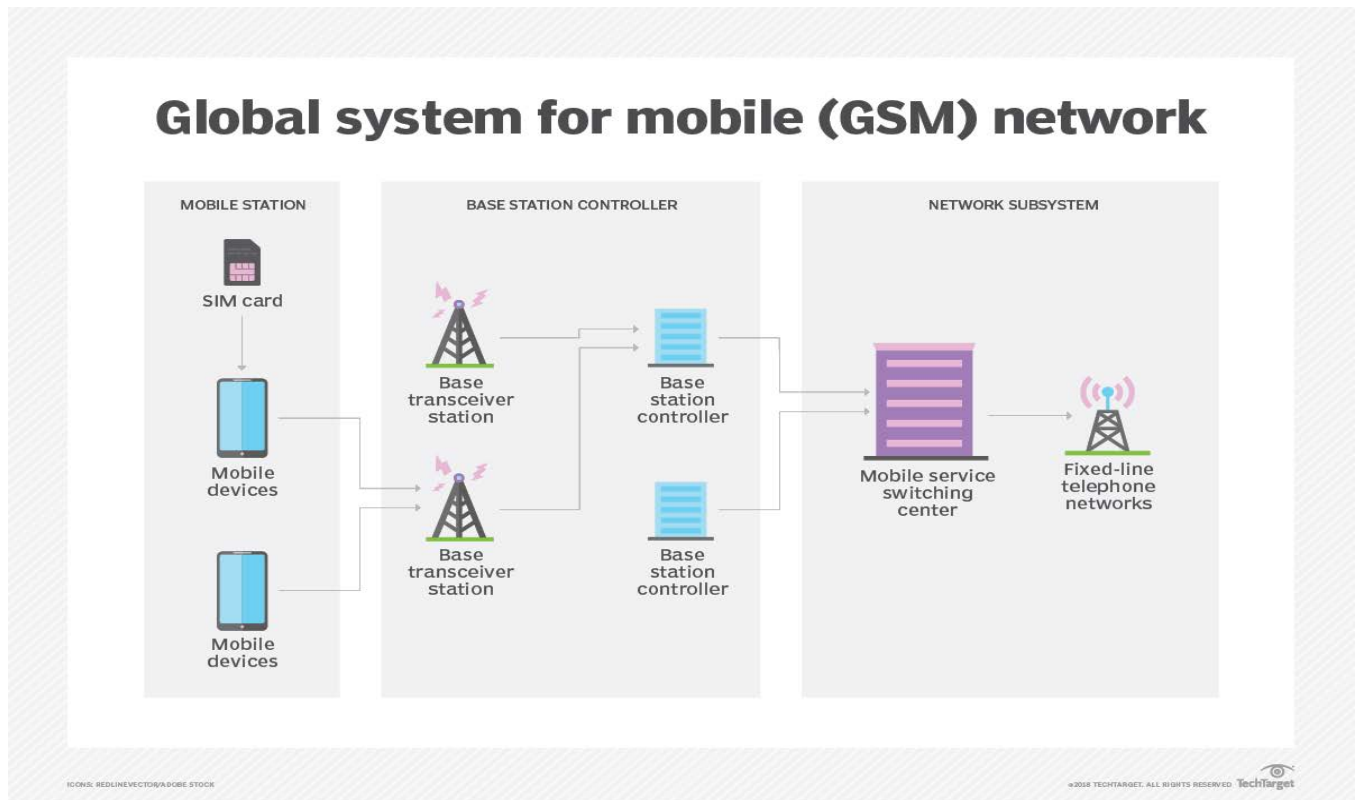 Global system for mobile (GSM) network
MOBILE STATION
SIM card
Mobile
devices
Mobile
devices
BASE STATION CONTROLLER
Base
transceiver
station
Base
station
controller
Base
transceiver
station
Base
station
controller
NETWORK SUBSYSTEM
Mobile service
switching
center
Fixed-line
telephone
networks
ICONS: REDLINEVECTOR/ADOBE STOCK
©2018 TECHTARGET. ALL RIGHTS RESERVED TechTarget